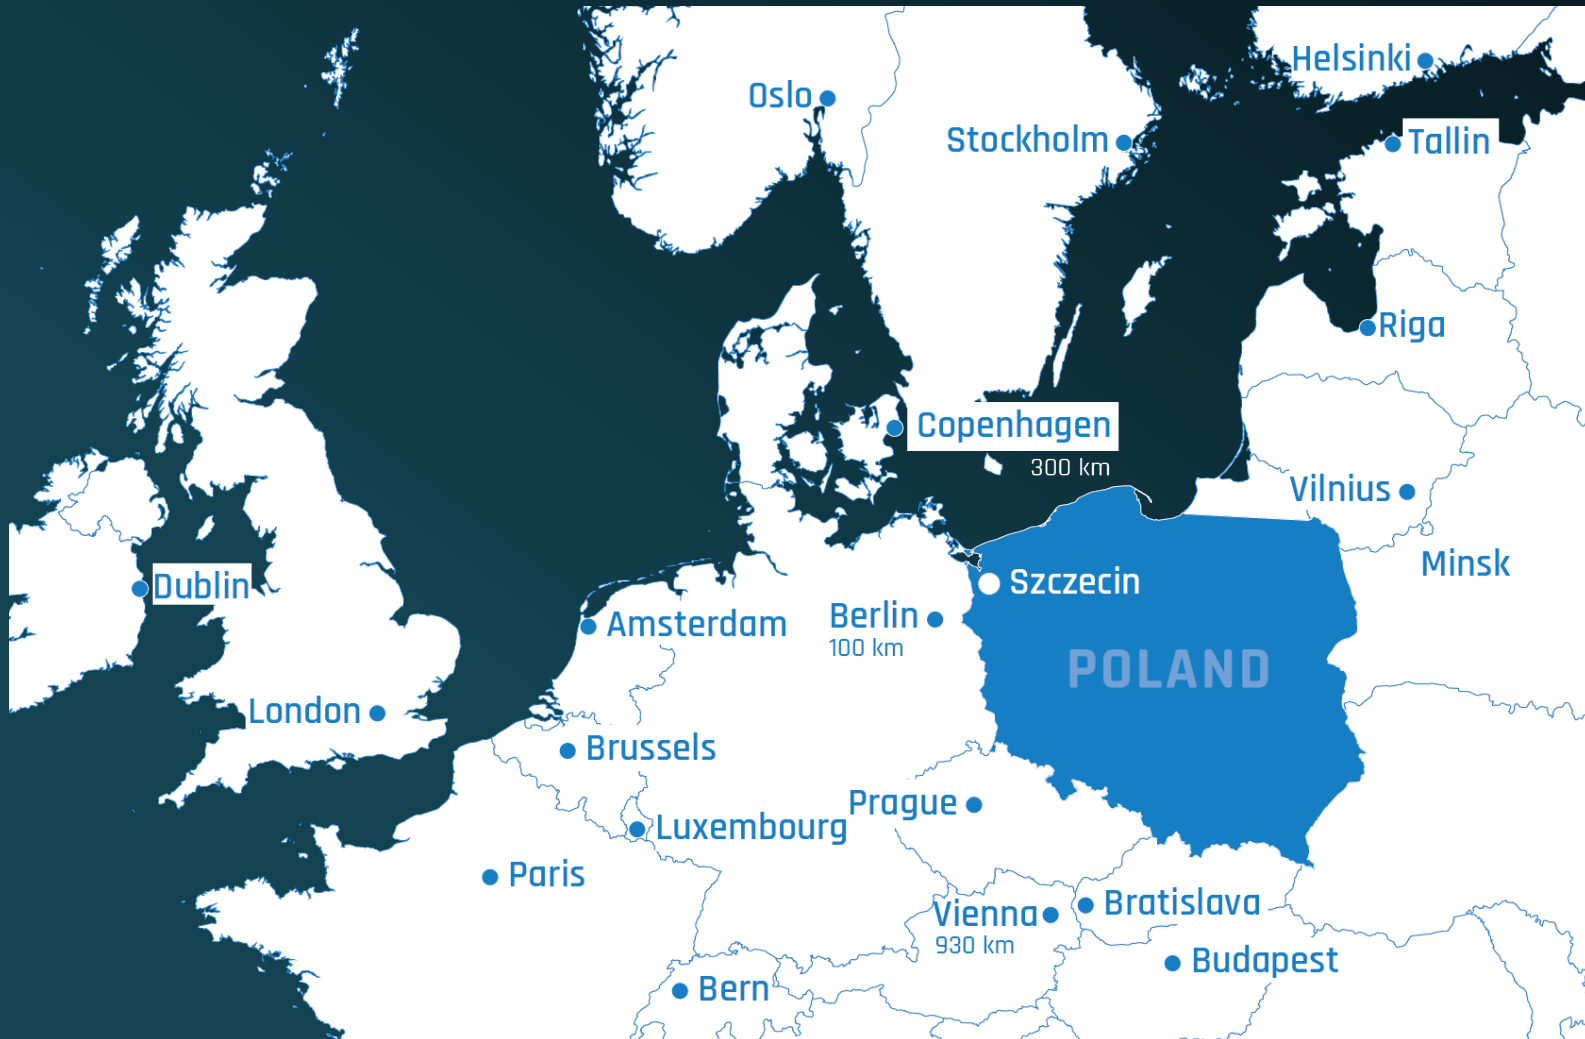 Helsinki
Oslo
Stockholm
Tallin
Riga
Copenhagen
300 km
Vilnius
Minsk
Dublin
Szczecin
Amsterdam
Berlin
100 km
POLAND
London
Brussels
Prague
Luxembourg
Paris
Vienna
930 km
Bratislava
Budapest
Bern